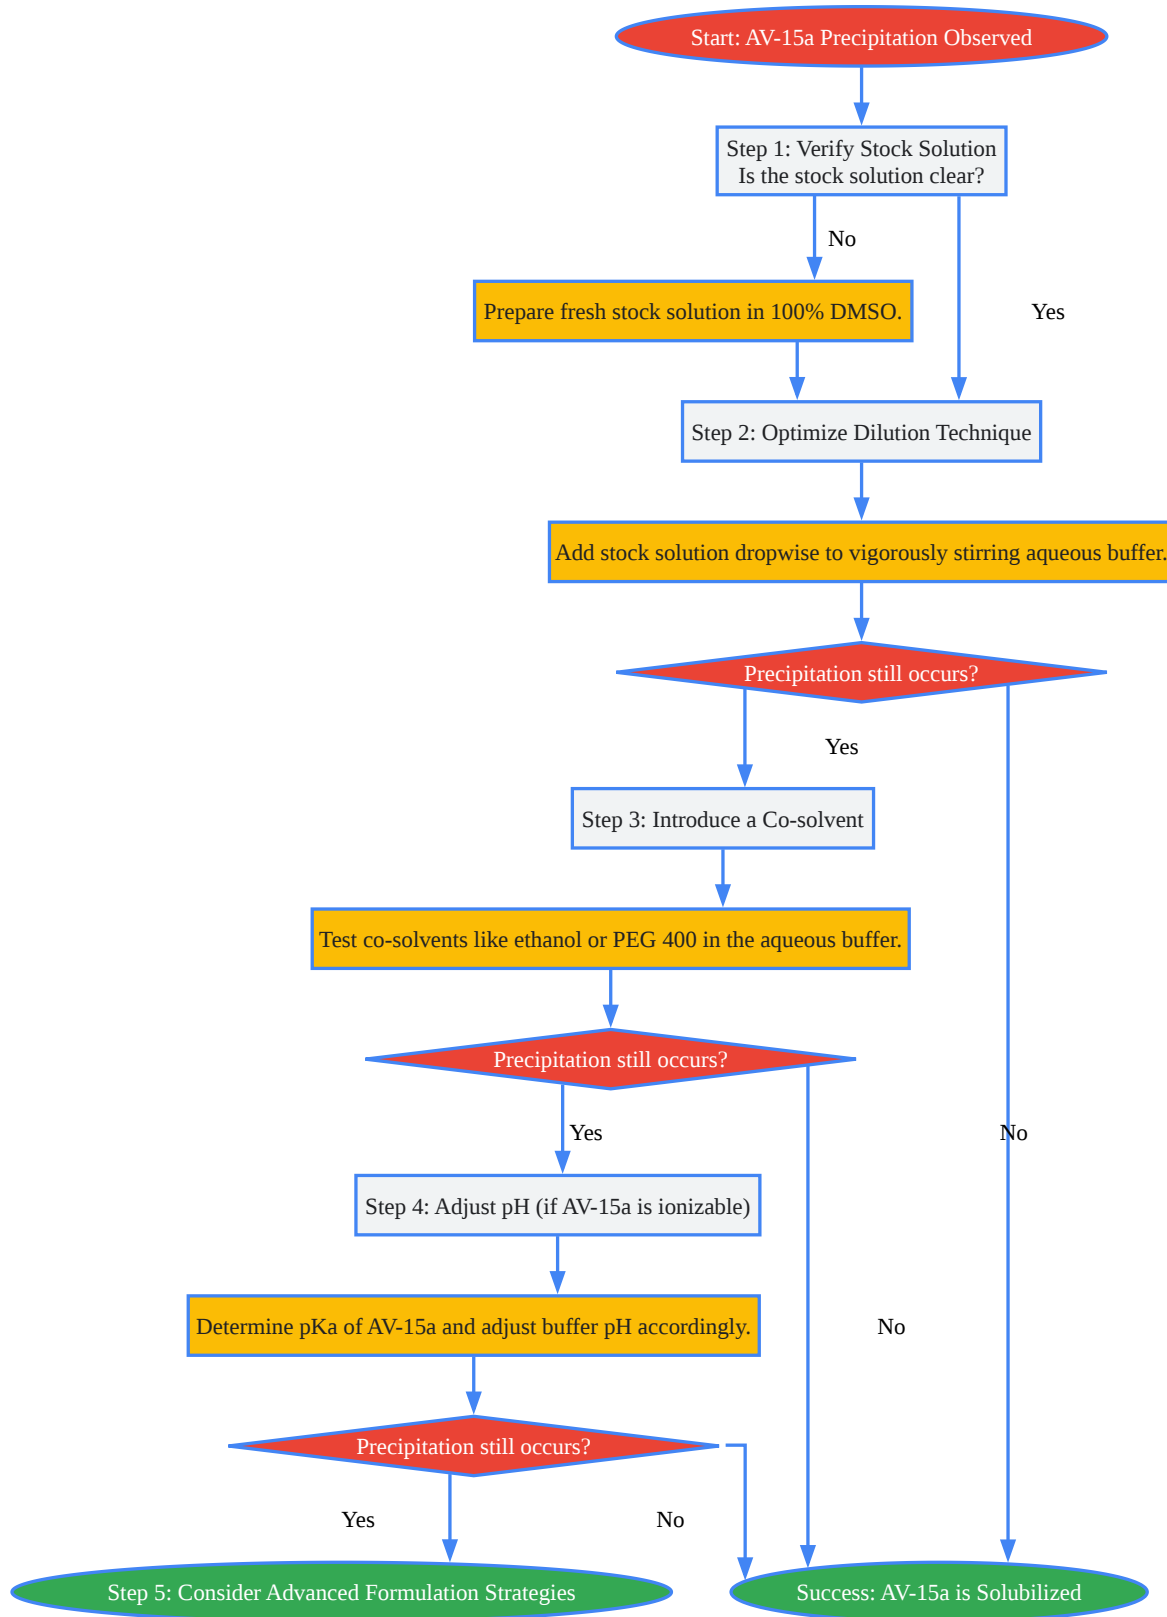 Start: AV-15a Precipitation Observed
Step 1: Verify Stock Solution
Is the stock solution clear?
No
Prepare fresh stock solution in 100% DMSO.
Yes
Step 2: Optimize Dilution Technique
Add stock solution dropwise to vigorously stirring aqueous buffer.
Precipitation still occurs?
Yes
Step 3: Introduce a Co-solvent
Test co-solvents like ethanol or PEG 400 in the aqueous buffer.
Precipitation still occurs?
Yes
No
Step 4: Adjust pH (if AV-15a is ionizable)
Determine pKa of AV-15a and adjust buffer pH accordingly.
No
Precipitation still occurs?
Yes
No
Step 5: Consider Advanced Formulation Strategies
Success: AV-15a is Solubilized